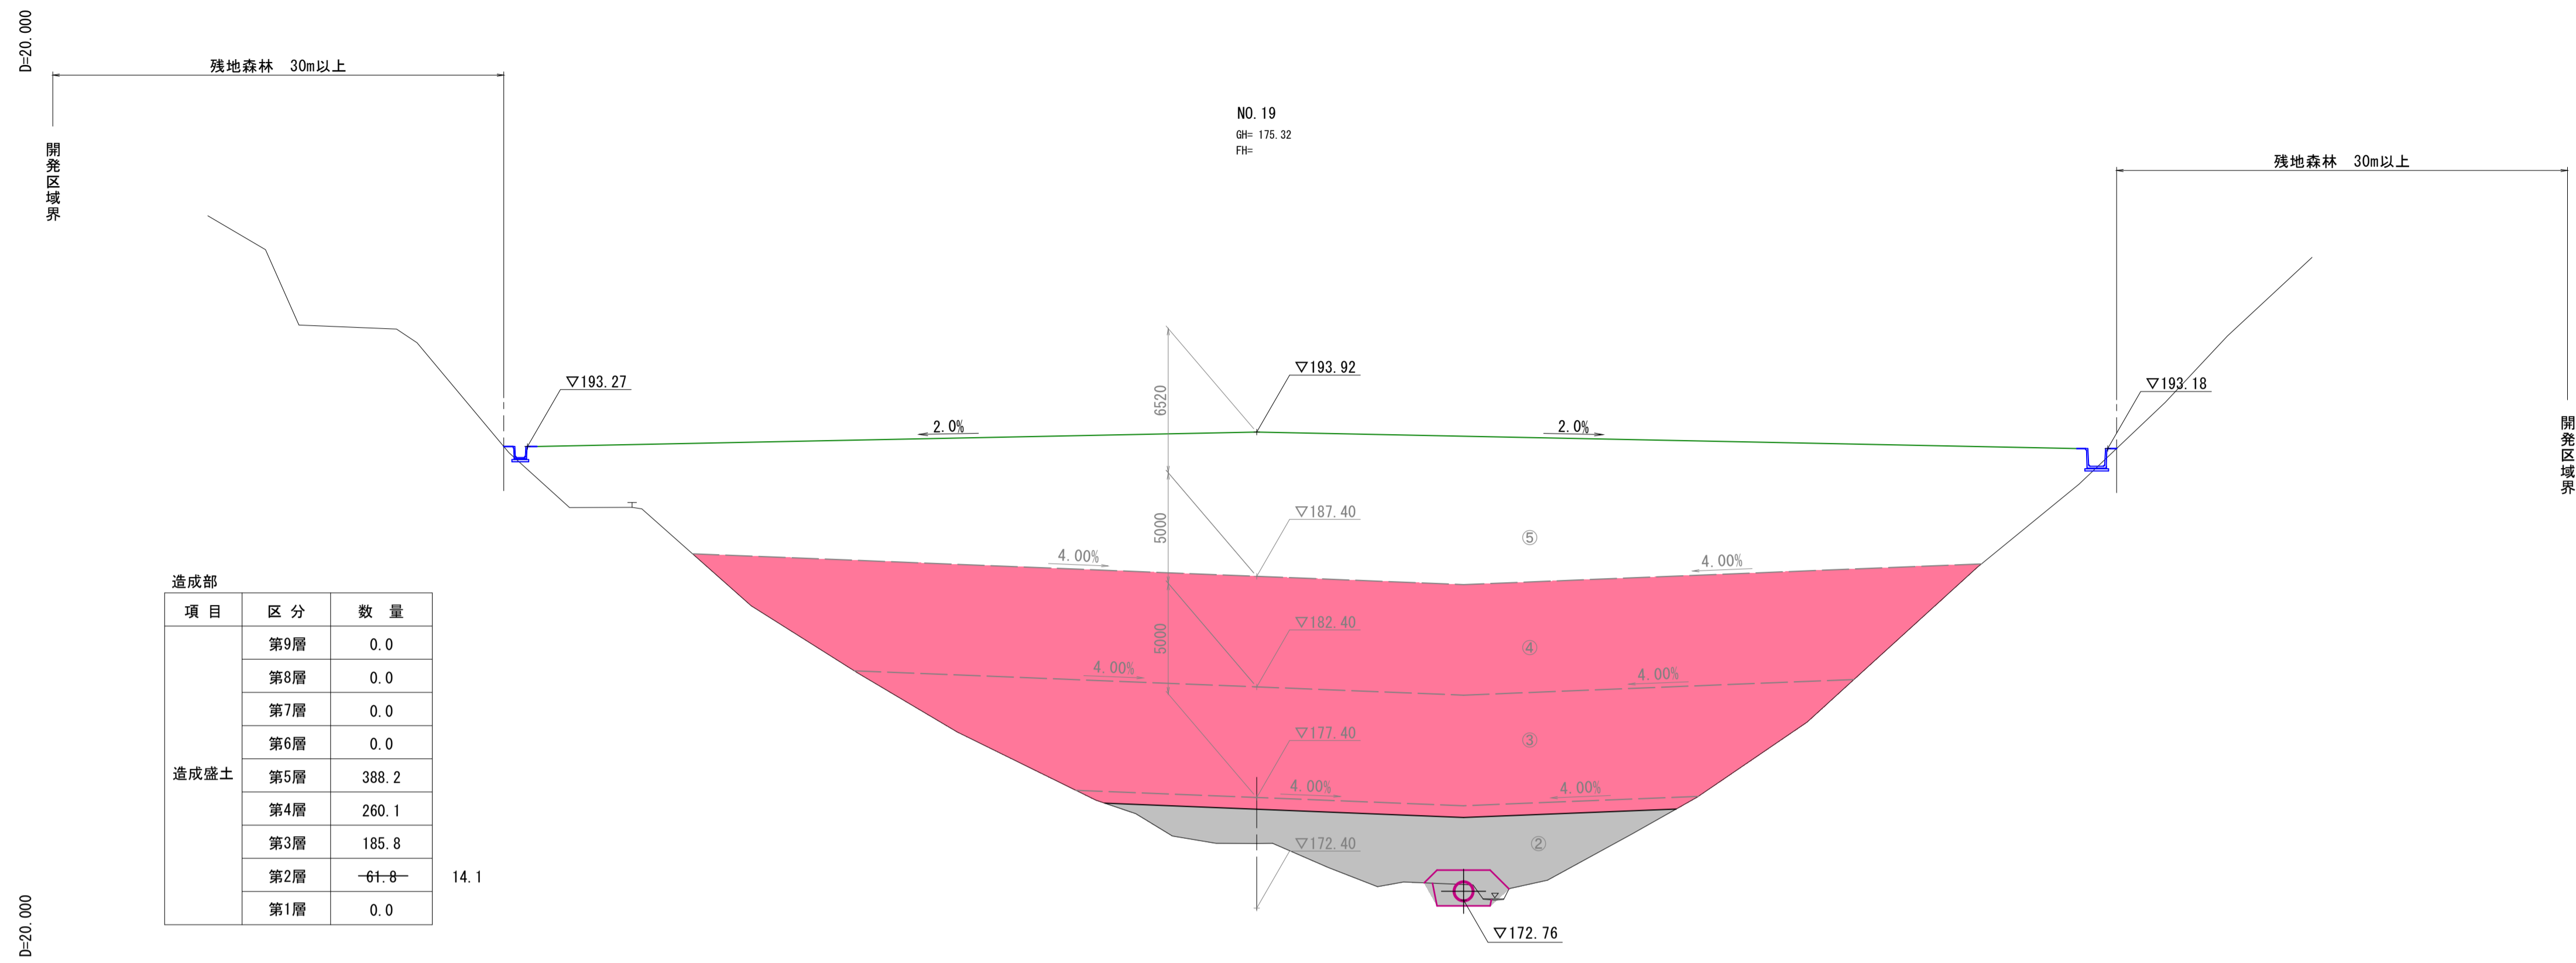 D=20.000
残地森林　30m以上
開発区域界
NO.19
GH= 175.32
FH=
残地森林　30m以上
開発区域界
▽193.27
▽193.92
▽193.18
6520
2.0%
2.0%
▽187.40
5000
⑤
4.00%
4.00%
▽182.40
5000
④
4.00%
4.00%
▽177.40
③
4.00%
4.00%
▽172.40
②
▽172.76
造成部
項 目 区 分 数　量
造成盛土
第9層 0.0
第8層 0.0
第7層 0.0
第6層 0.0
第5層 388.2
第4層 260.1
第3層 185.8
第2層 61.8 14.1
第1層 0.0
D=20.000